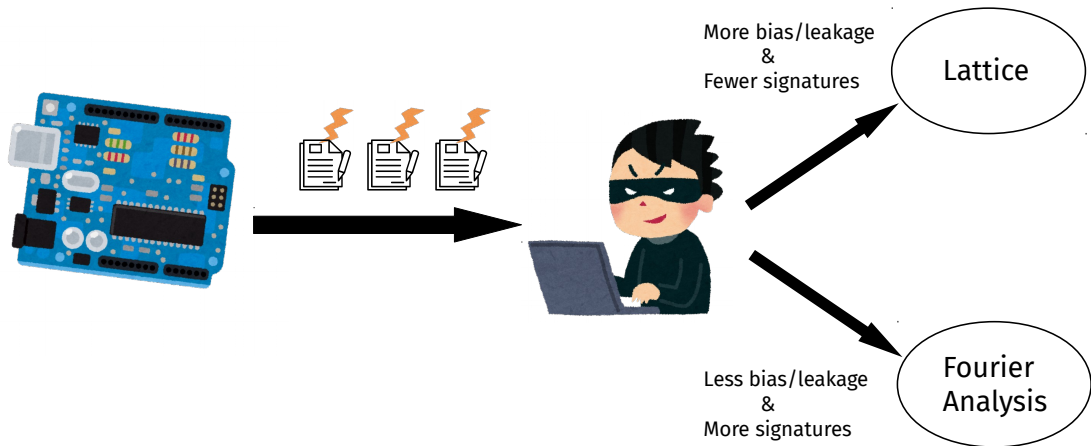 More bias/leakage
&
Fewer signatures
Lattice
Less bias/leakage
&
More signatures
Fourier
Analysis